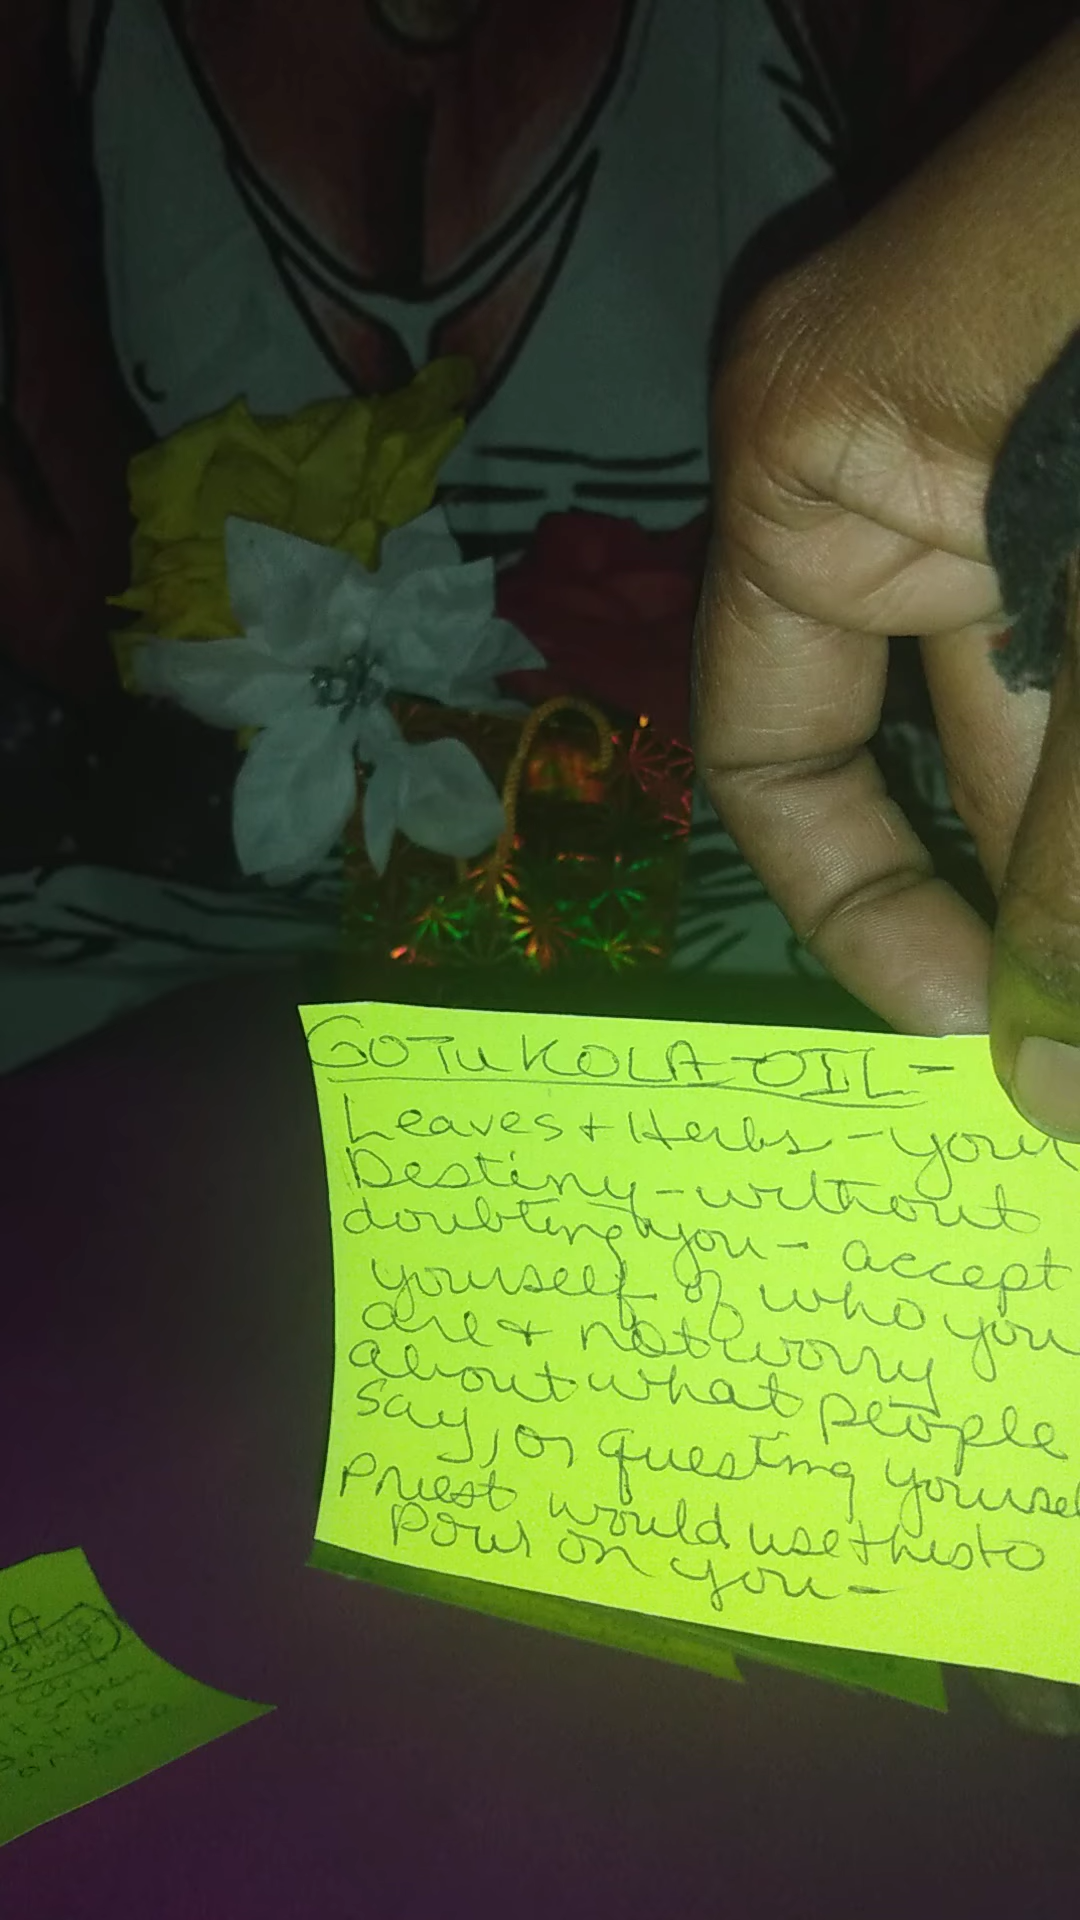 GOTU KOLA OIL -
Leaves + Herbs - your
Destiny - without
doubting you - accept
yourself of who you
are + not worry
about what people
say, or questing yoursel
Priest would use this to
Pour on you -